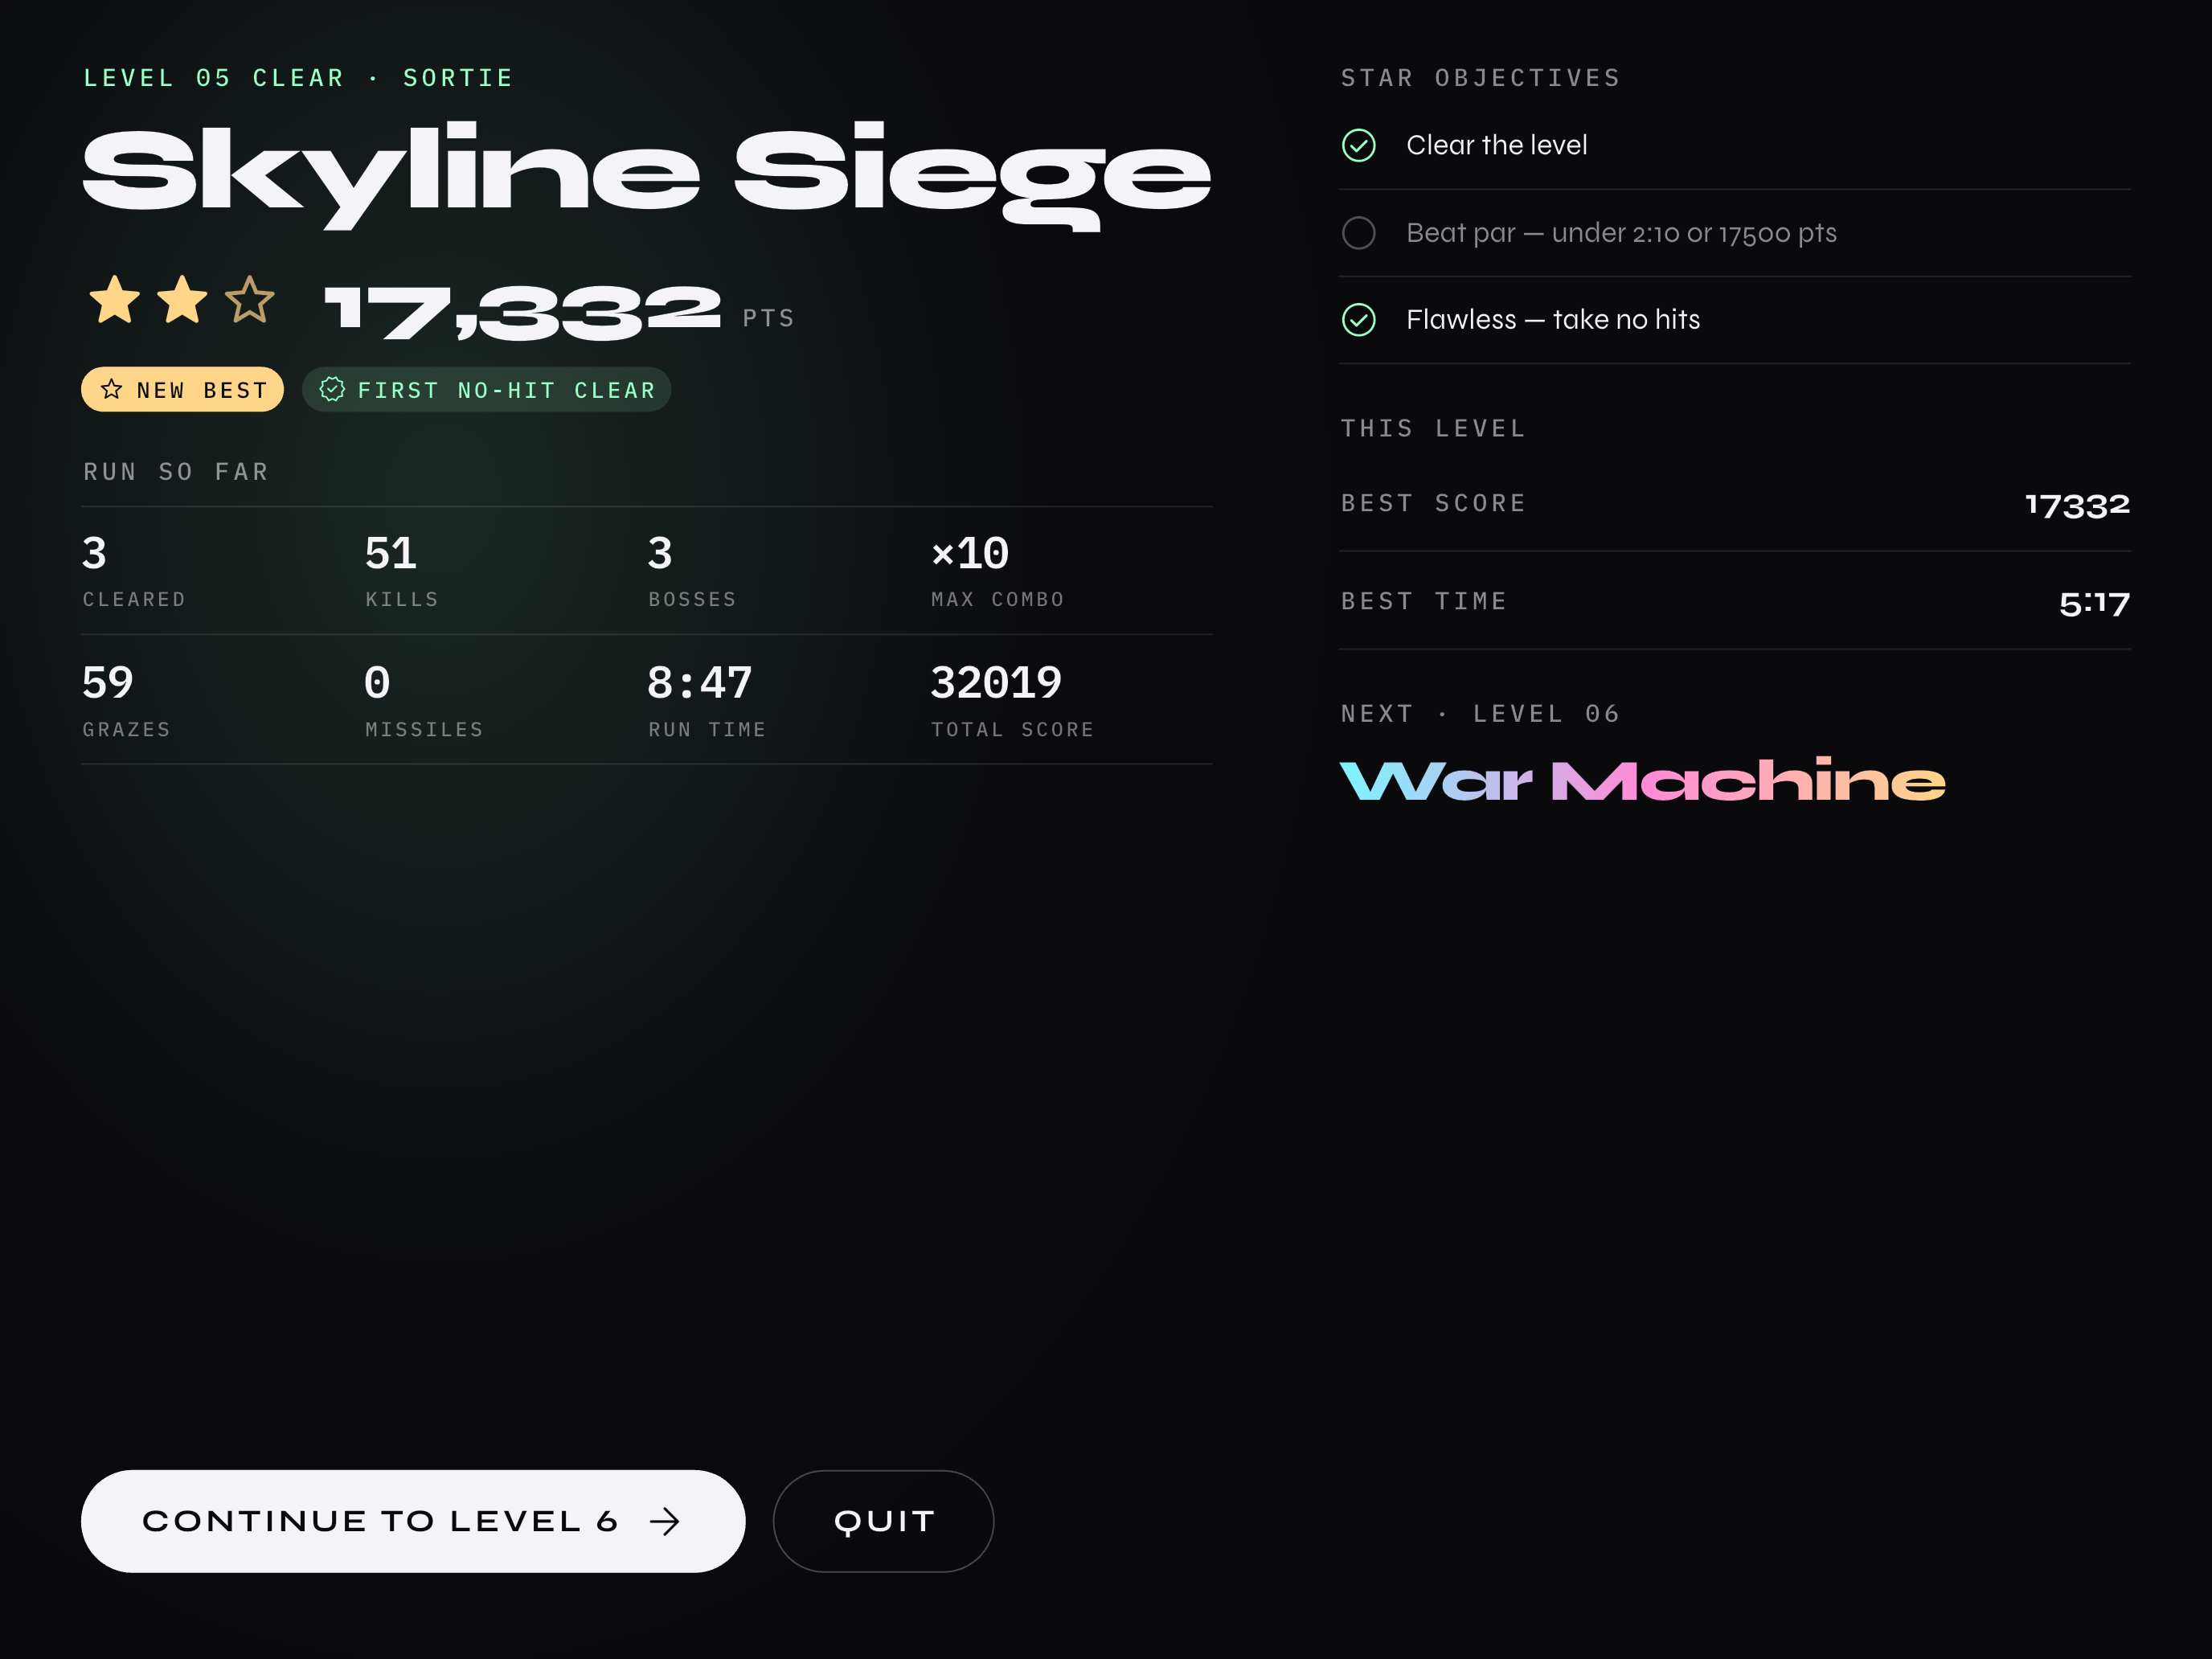 LEVEL 05 CLEAR · SORTIE
Skyline Siege
17,332 PTS
NEW BEST
FIRST NO-HIT CLEAR
RUN SO FAR
3 51 3 ×10
CLEARED KILLS BOSSES MAX COMBO
59 0 8:47 32019
GRAZES MISSILES RUN TIME TOTAL SCORE
STAR OBJECTIVES
Clear the level
Beat par — under 2:10 or 17500 pts
Flawless — take no hits
THIS LEVEL
BEST SCORE 17332
BEST TIME 5:17
NEXT · LEVEL 06
War Machine
CONTINUE TO LEVEL 6
QUIT